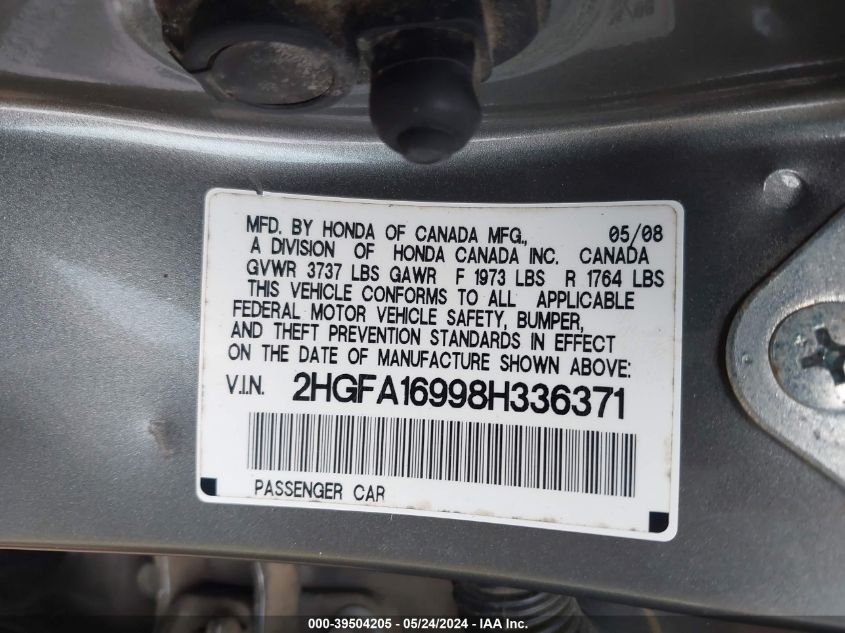 MFD. BY HONDA OF CANADA MFG., 05/08
A DIVISION OF HONDA CANADA INC. CANADA
GVWR 3737 LBS GAWR F 1973 LBS R 1764 LBS
THIS VEHICLE CONFORMS TO ALL APPLICABLE
FEDERAL MOTOR VEHICLE SAFETY, BUMPER,
AND THEFT PREVENTION STANDARDS IN EFFECT
ON THE DATE OF MANUFACTURE SHOWN ABOVE:
V.I.N. 2HGFA16998H336371
PASSENGER CAR
000-39504205 - 05/24/2024 - IAA Inc.